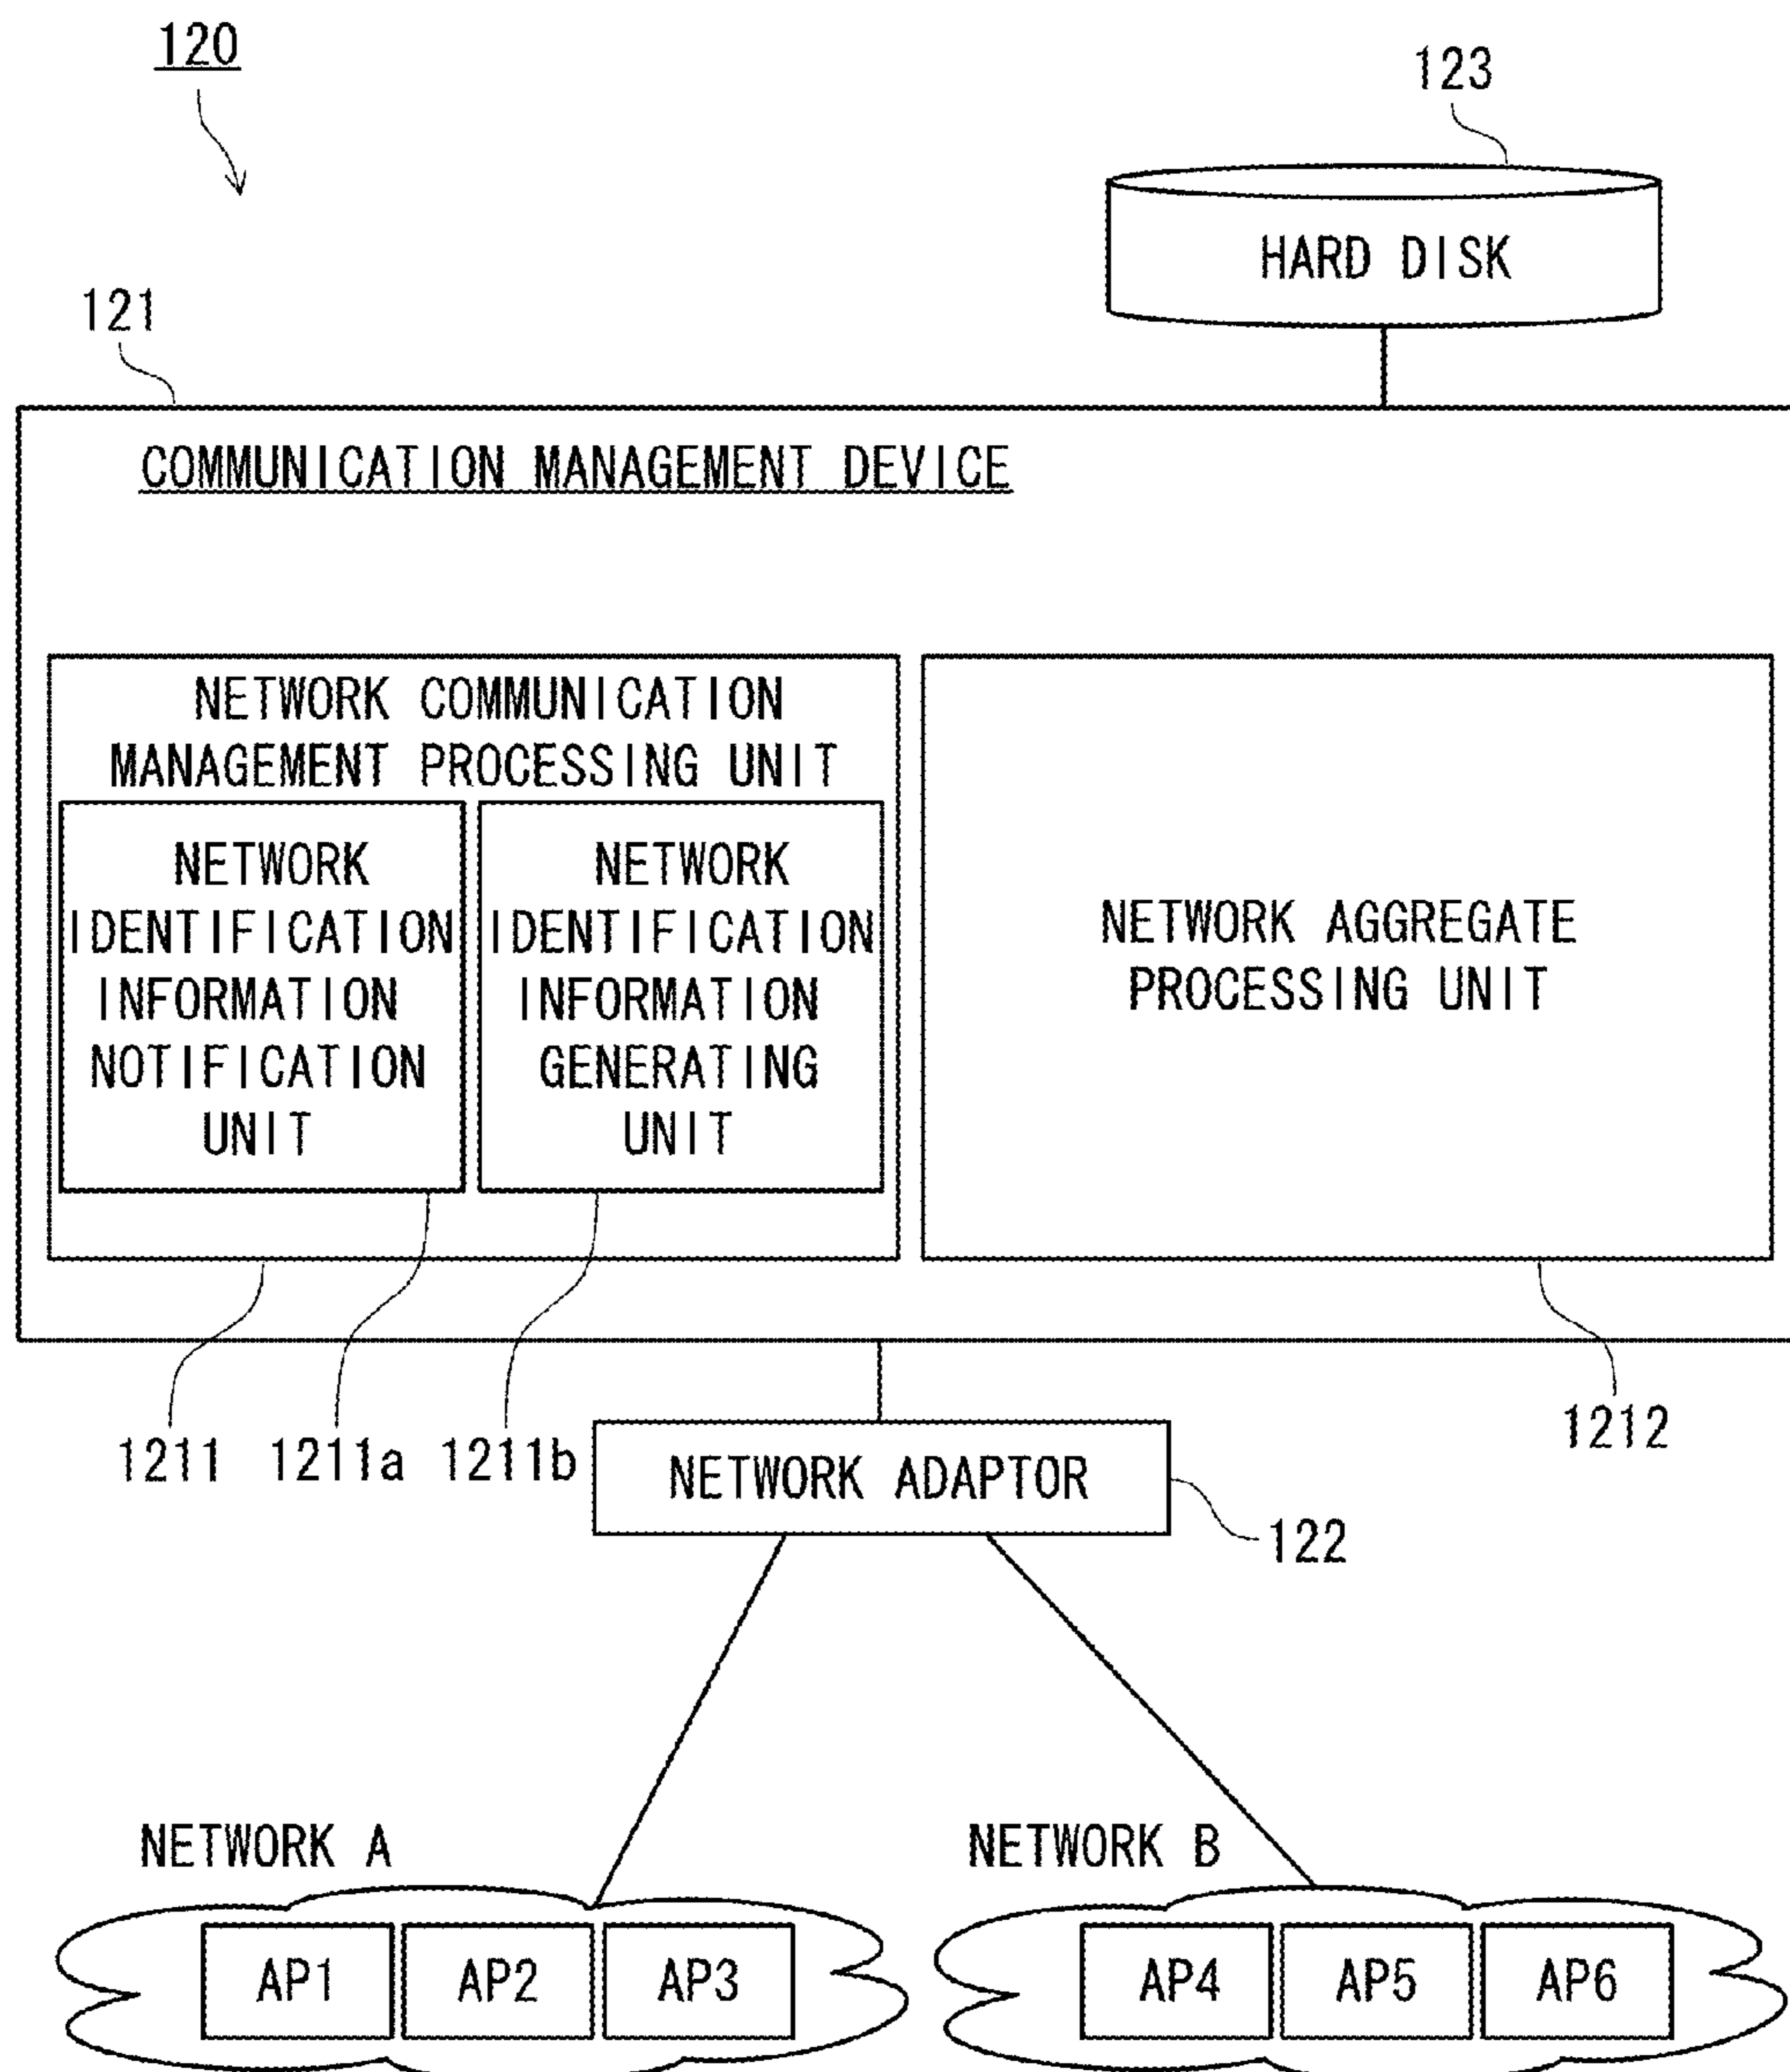 120
123
HARD DISK
121
COMMUNICATION MANAGEMENT DEVICE
NETWORK COMMUNICATION
MANAGEMENT PROCESSING UNIT
NETWORK
IDENTIFICATION
INFORMATION
NOTIFICATION
UNIT
NETWORK
IDENTIFICATION
INFORMATION
GENERATING
UNIT
NETWORK AGGREGATE
PROCESSING UNIT
1211
1211a
1211b
1212
NETWORK ADAPTOR
122
NETWORK A
AP1
AP2
AP3
NETWORK B
AP4
AP5
AP6